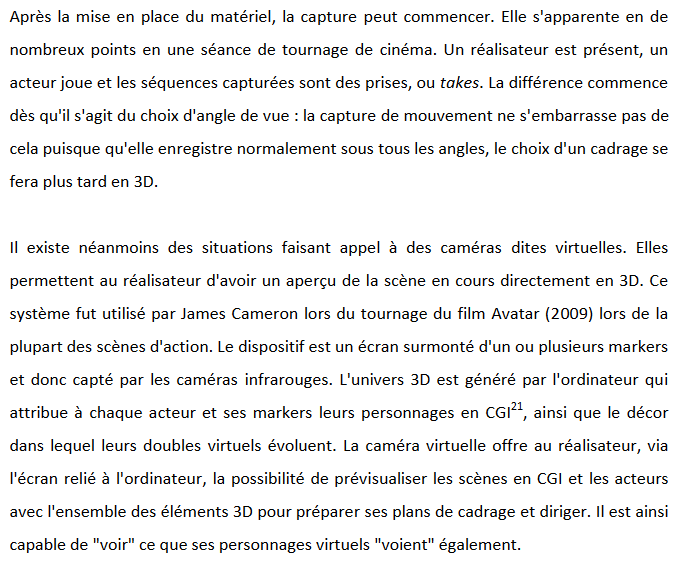 Après la mise en place du matériel, la capture peut commencer. Elle s'apparente en de
nombreux points en une séance de tournage de cinéma. Un réalisateur est présent, un
acteur joue et les séquences capturées sont des prises, ou takes. La différence commence
dès qu'il s'agit du choix d'angle de vue : la capture de mouvement ne s'embarrasse pas de
cela puisque qu'elle enregistre normalement sous tous les angles, le choix d'un cadrage se
fera plus tard en 3D.

Il existe néanmoins des situations faisant appel à des caméras dites virtuelles. Elles
permettent au réalisateur d'avoir un aperçu de la scène en cours directement en 3D. Ce
système fut utilisé par James Cameron lors du tournage du film Avatar (2009) lors de la
plupart des scènes d'action. Le dispositif est un écran surmonté d'un ou plusieurs markers
et donc capté par les caméras infrarouges. L'univers 3D est généré par l'ordinateur qui
attribue à chaque acteur et ses markers leurs personnages en CGI21, ainsi que le décor
dans lequel leurs doubles virtuels évoluent. La caméra virtuelle offre au réalisateur, via
l'écran relié à l'ordinateur, la possibilité de prévisualiser les scènes en CGI et les acteurs
avec l'ensemble des éléments 3D pour préparer ses plans de cadrage et diriger. Il est ainsi
capable de "voir" ce que ses personnages virtuels "voient" également.